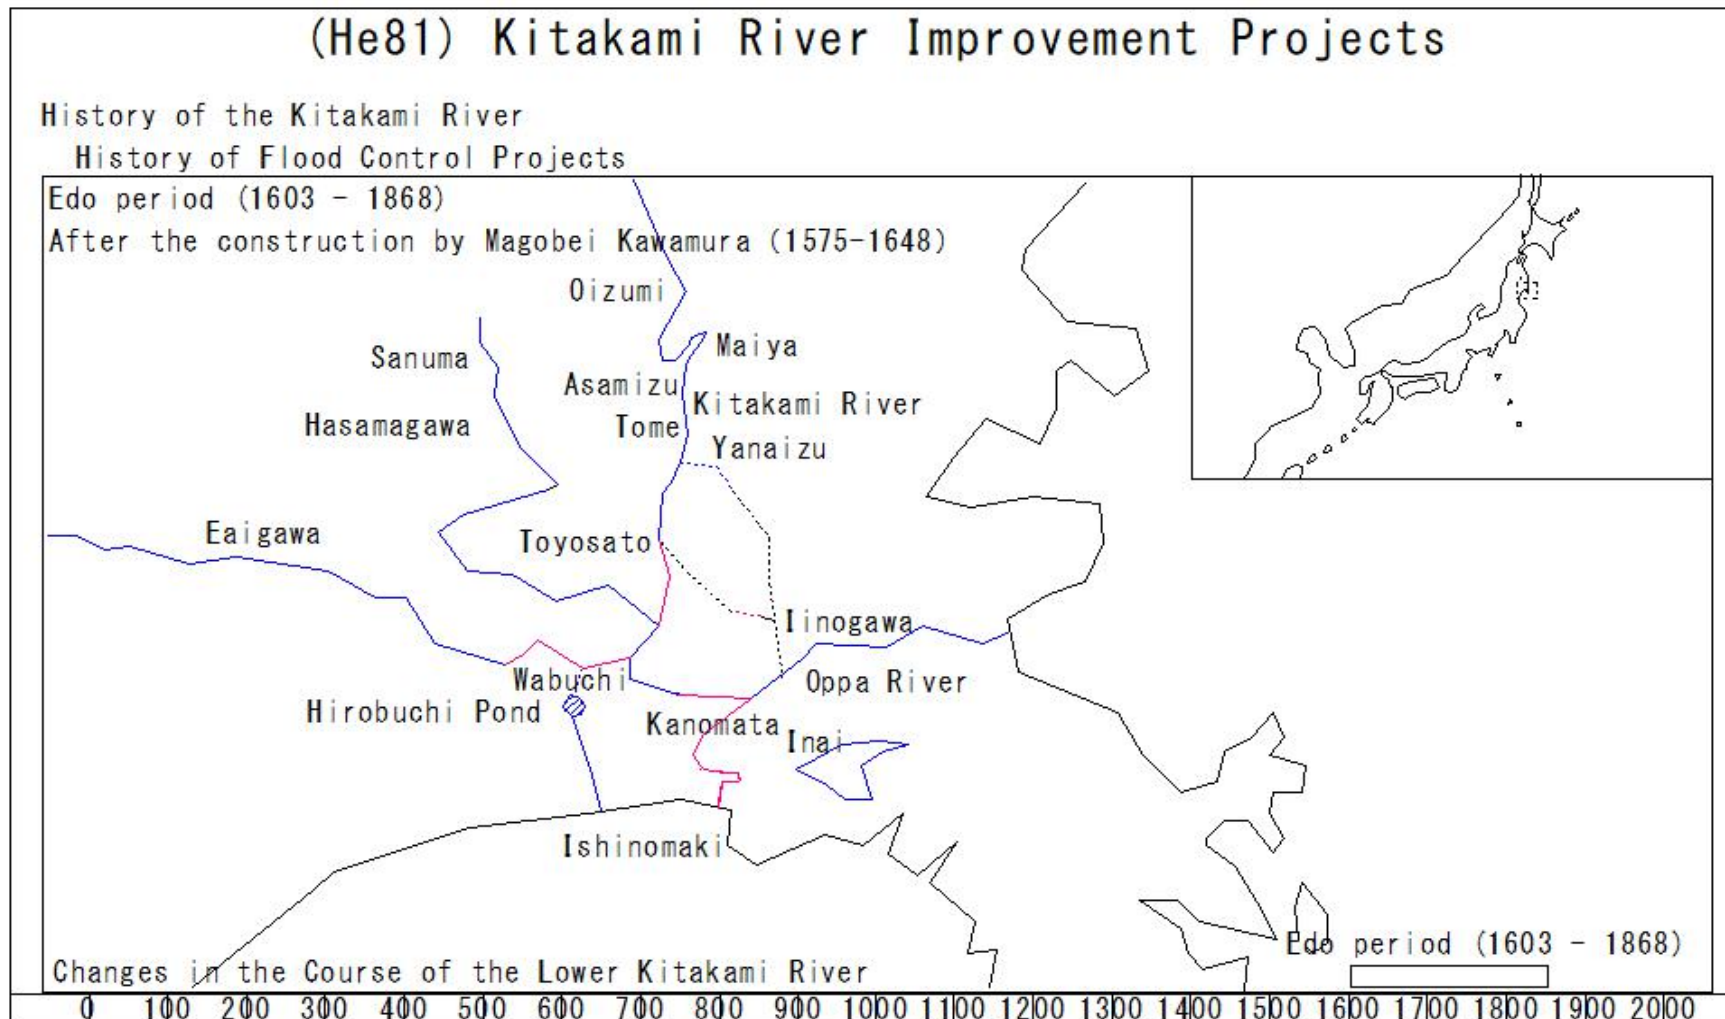 (He81) Kitakami River Improvement Projects
History of the Kitakami River
History of Flood Control Projects
Edo period (1603 - 1868)
After the construction by Magobei Kawamura (1575-1648)
Oizumi
Maiya
Sanuma
Asamizu
Kitakami River
Hasamagawa
Tome
Yanaizu
Eaigawa
Toyosato
Iinogawa
Wabuchi
Oppa River
Hirobuchi Pond
Kanomata
Inai
Ishinomaki
Edo period (1603 - 1868)
Changes in the Course of the Lower Kitakami River
0 100 200 300 400 500 600 700 800 900 1000 1100 1200 1300 1400 1500 1600 1700 1800 1900 2000